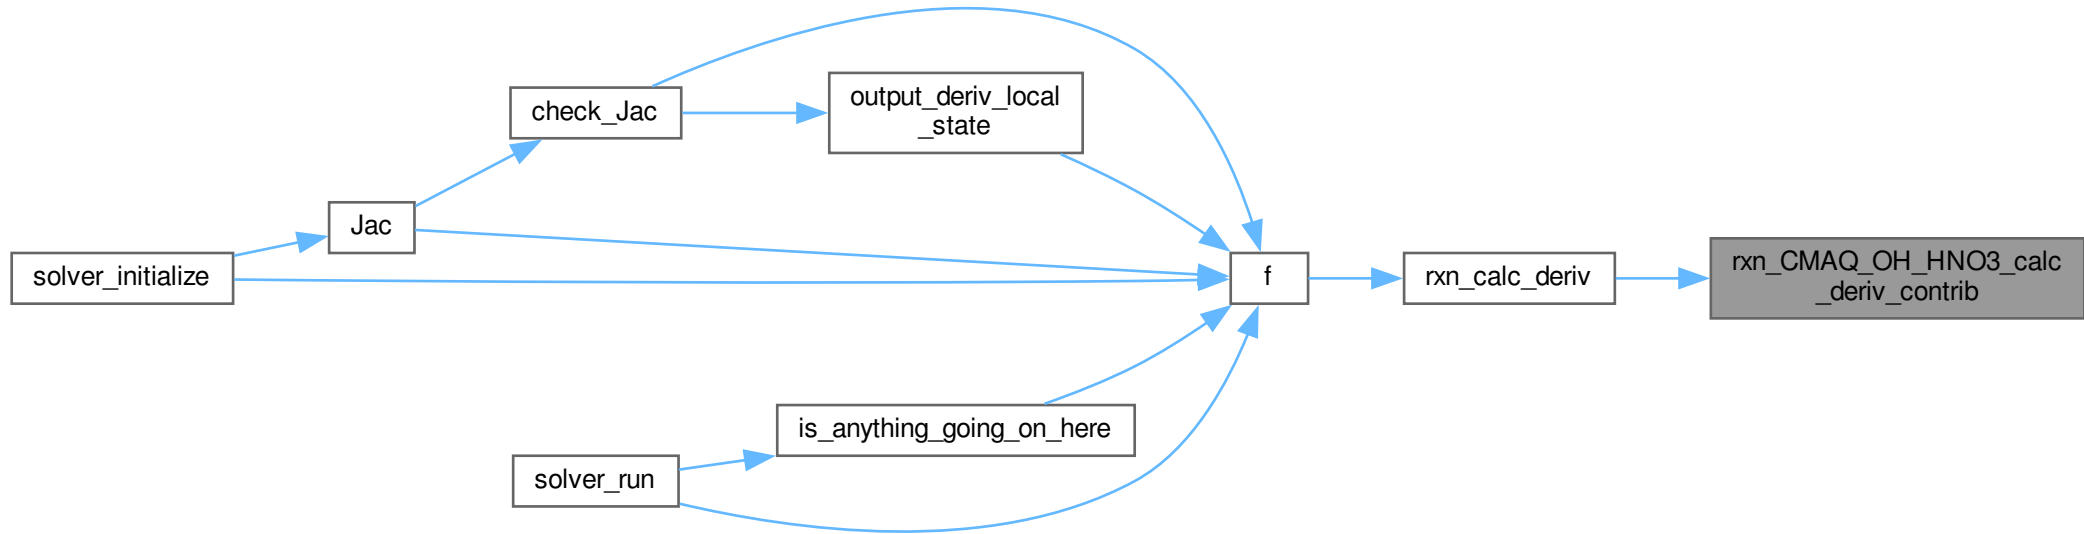 check_Jac
output_deriv_local
_state
Jac
solver_initialize
f
rxn_calc_deriv
rxn_CMAQ_OH_HNO3_calc
_deriv_contrib
is_anything_going_on_here
solver_run